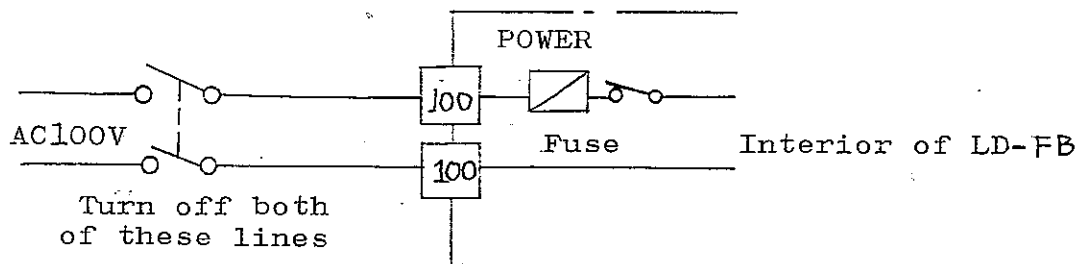 POWER
100
AC100V
Fuse
Interior of LD-FB
100
Turn off both
of these lines